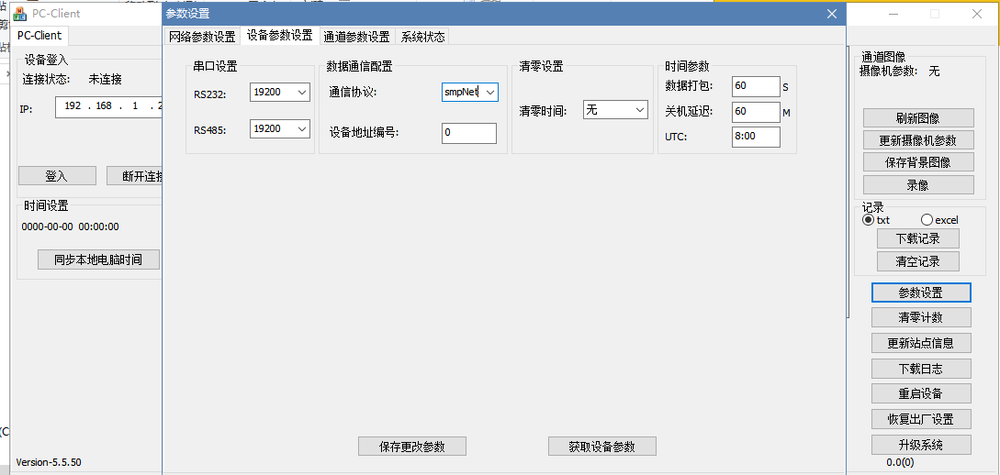 PC-Client
PC-Client
设备登入
连接状态: 未连接
IP: 192 . 168 . 1 . 2
登入
断开连接
时间设置
0000-00-00 00:00:00
同步本地电脑时间
Version-5.5.50
参数设置
网络参数设置 设备参数设置 通道参数设置 系统状态
串口设置
RS232: 19200
RS485: 19200
数据通信配置
通信协议: smpNet
设备地址编号: 0
清零设置
清零时间: 无
时间参数
数据打包: 60 S
关机延迟: 60 M
UTC: 8:00
保存更改参数
获取设备参数
通道图像
摄像机参数: 无
刷新图像
更新摄像机参数
保存背景图像
录像
记录
txt excel
下载记录
清空记录
参数设置
清零计数
更新站点信息
下载日志
重启设备
恢复出厂设置
升级系统
0.0(0)